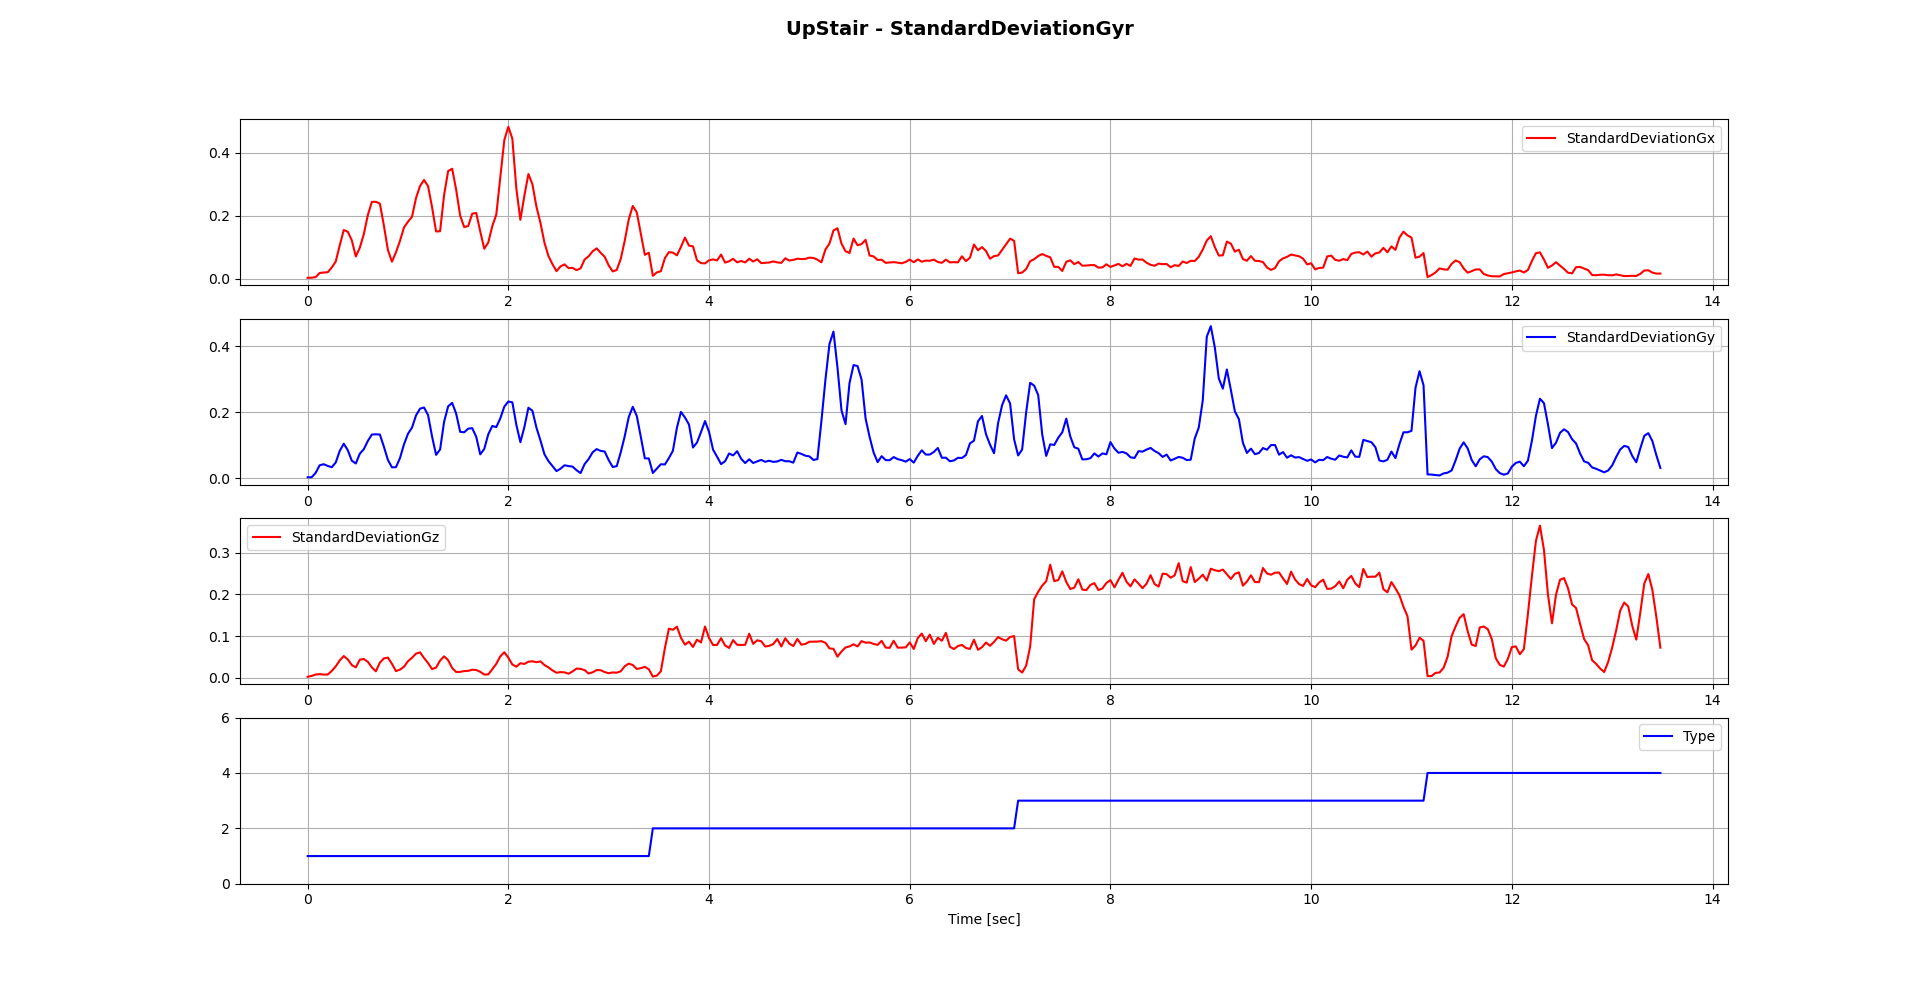 UpStair - StandardDeviationGyr
StandardDeviationGx
0.4
0.2
0.0
0 2 4 6 8 10 12 14
StandardDeviationGy
0.4
0.2
0.0
0 2 4 6 8 10 12 14
StandardDeviationGz
0.3
0.2
0.1
0.0
0 2 4 6 8 10 12 14
6
Type
4
2
0
0 2 4 6 8 10 12 14
Time [sec]